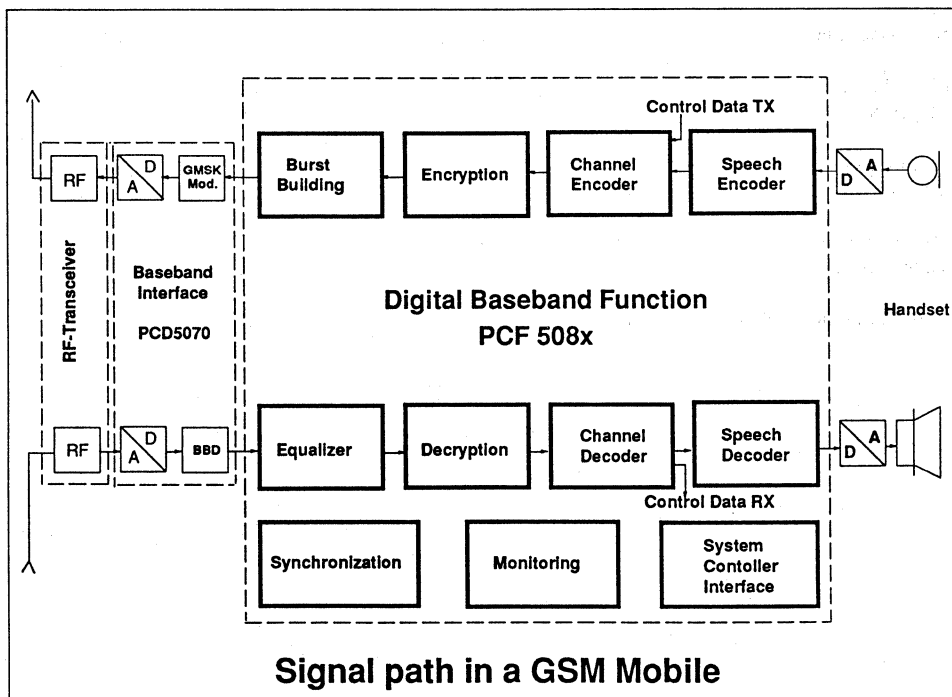 Control Data TX
RF
D
A
GMSK
Mod.
Burst
Building
Encryption
Channel
Encoder
Speech
Encoder
A
D
RF-Transceiver
Baseband
Interface
PCD5070
Digital Baseband Function
PCF 508x
Handset
RF
D
A
BBD
Equalizer
Decryption
Channel
Decoder
Speech
Decoder
A
D
Control Data RX
Synchronization
Monitoring
System
Contoller
Interface
Signal path in a GSM Mobile